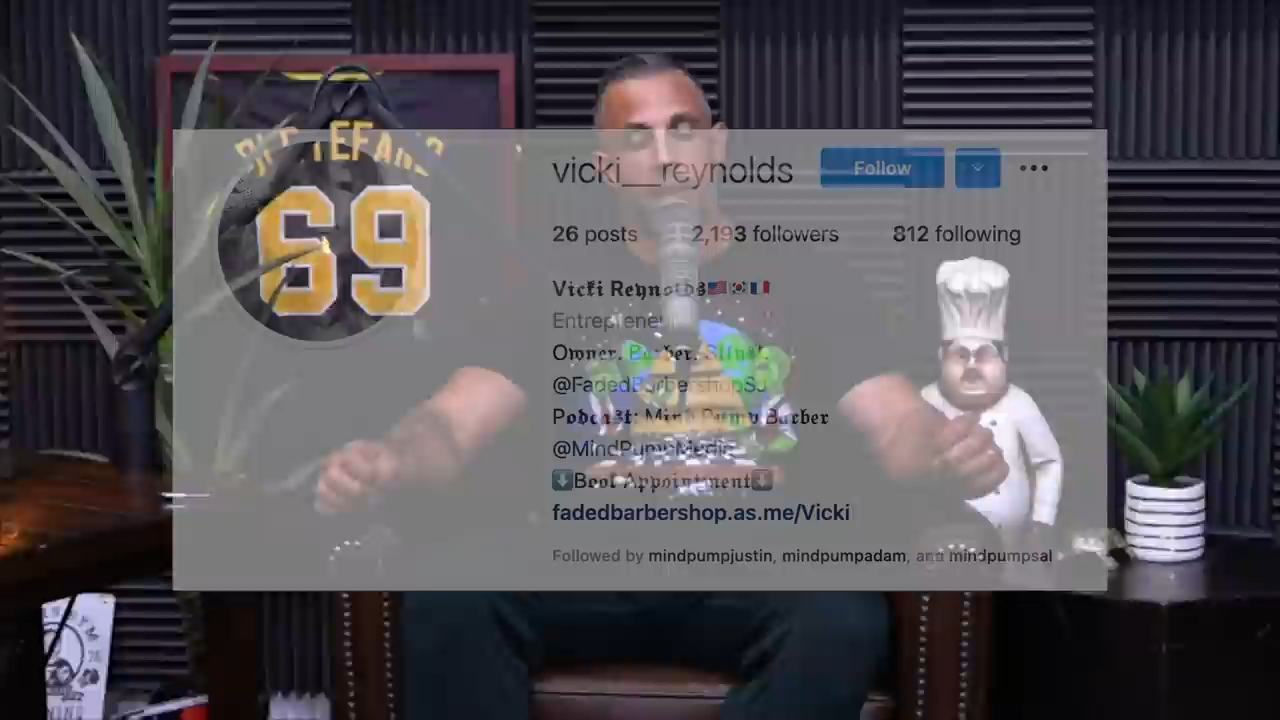 69
vicki__reynolds Follow
26 posts 2,193 followers 812 following
Vicki Reynolds🇺🇸🇰🇷🇫🇷
Entrepreneur
Owner. Barber. Stylist.
@FadedBarbershopSJ
Podcast: Mind Pump Barber
@MindPumpMedia
⬇️Book Appointment⬇️
fadedbarbershop.as.me/Vicki
Followed by mindpumpjustin, mindpumpadam, and mindpumpsal